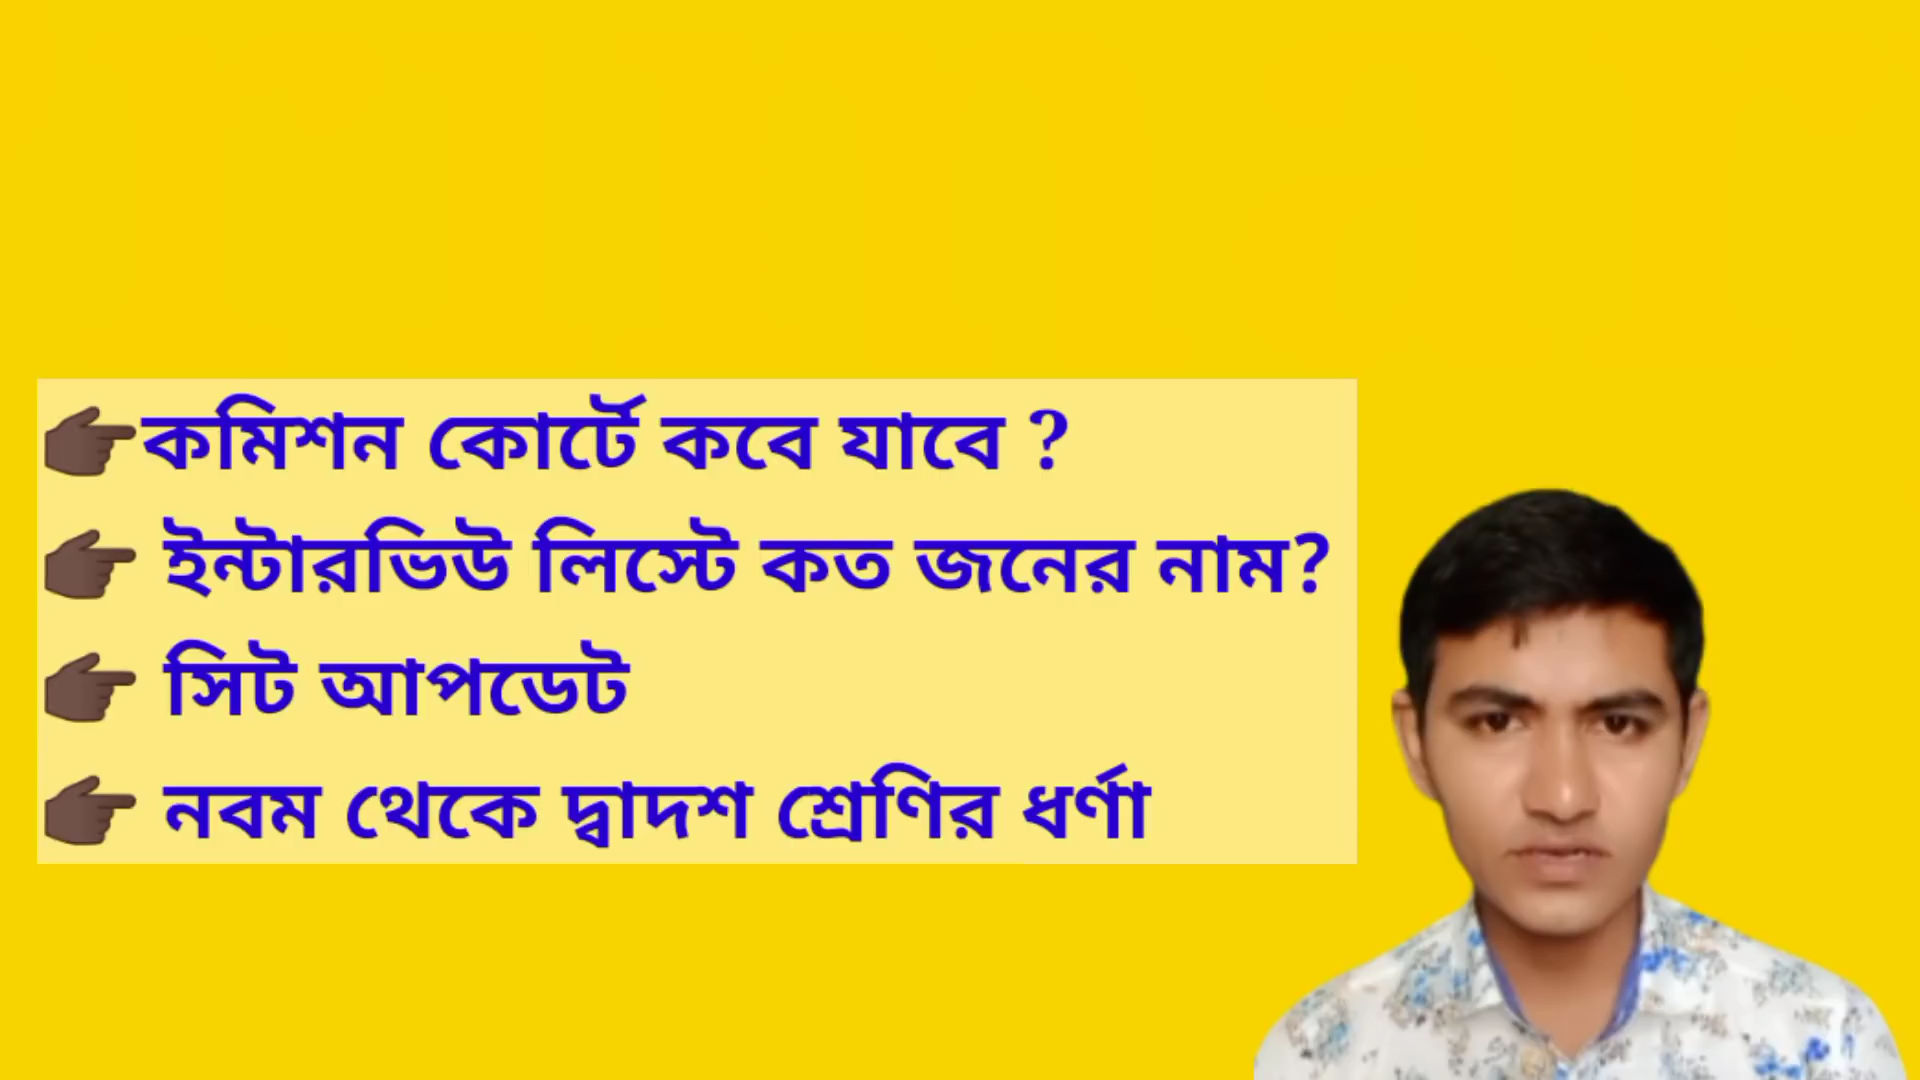 👉🏿কমিশন কোর্টে কবে যাবে ?
👉🏿 ইন্টারভিউ লিস্টে কত জনের নাম?
👉🏿 সিট আপডেট
👉🏿 নবম থেকে দ্বাদশ শ্রেণির ধর্ণা